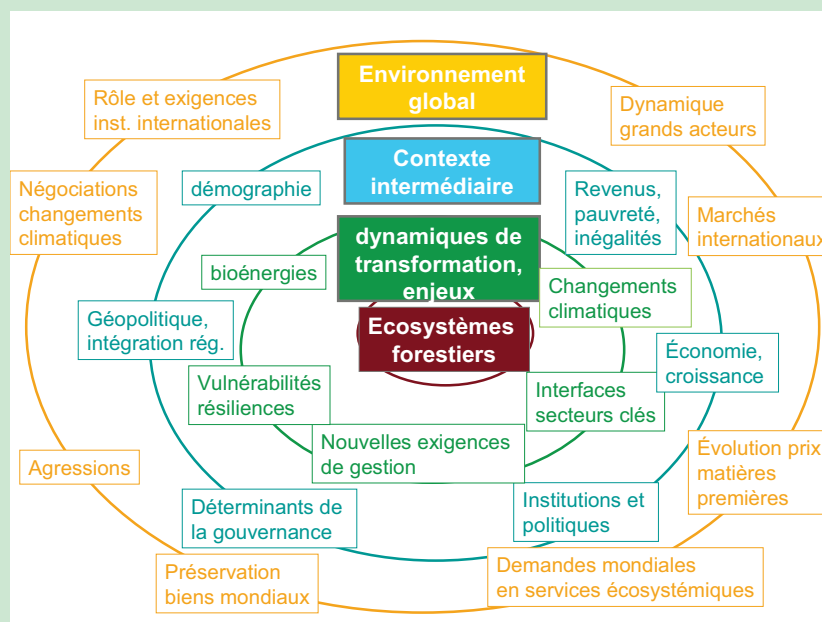 Environnement
global
Rôle et exigences
inst. internationales
Dynamique
grands acteurs
Contexte
intermédiaire
Négociations
changements
climatiques
démographie
Revenus,
pauvreté,
inégalités
Marchés
internationaux
dynamiques de
transformation,
enjeux
bioénergies
Changements
climatiques
Géopolitique,
intégration rég.
Ecosystèmes
forestiers
Économie,
croissance
Vulnérabilités
résiliences
Interfaces
secteurs clés
Nouvelles exigences
de gestion
Agressions
Évolution prix
matières
premières
Déterminants de
la gouvernance
Institutions et
politiques
Préservation
biens mondiaux
Demandes mondiales
en services écosystémiques